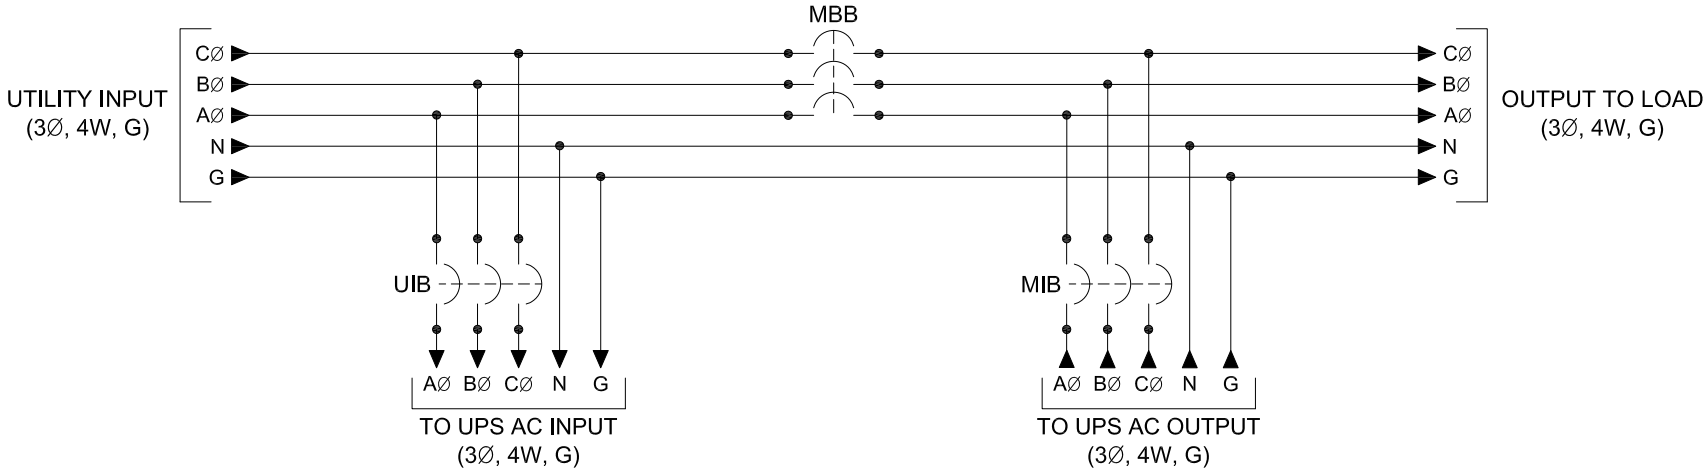 MBB
CØ
CØ
BØ
BØ
UTILITY INPUT
(3Ø, 4W, G)
AØ
AØ
OUTPUT TO LOAD
(3Ø, 4W, G)
N
N
G
G
UIB
MIB
AØ BØ CØ N G
AØ BØ CØ N G
TO UPS AC INPUT
(3Ø, 4W, G)
TO UPS AC OUTPUT
(3Ø, 4W, G)